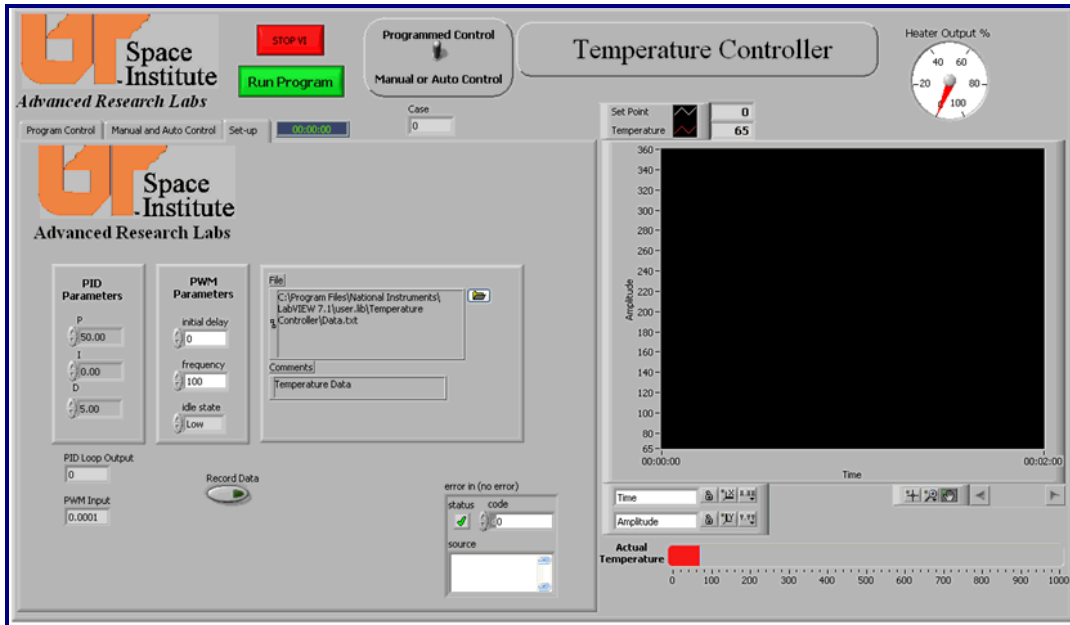 UT
Space
Institute
Advanced Research Labs
STOP VI
Run Program
Programmed Control
Manual or Auto Control
Case
0
Temperature Controller
Heater Output %
20
40
60
80
100
Program Control
Manual and Auto Control
Set-up
00:00:00
UT
Space
-Institute
Advanced Research Labs
PID
Parameters
P
50.00
I
0.00
D
5.00
PWM
Parameters
initial delay
0
frequency
100
idle state
Low
File
C:\Program Files\National Instruments\
LabVIEW 7.1\user.lib\Temperature
Controller\Data.txt
Comments
Temperature Data
PID Loop Output
0
PWM Input
0.0001
Record Data
error in (no error)
status code
0
source
Set Point
0
Temperature
65
360
340
320
300
280
260
240
220
200
180
160
140
120
100
80
65
Amplitude
00:00:00
00:02:00
Time
Time
Amplitude
Actual
Temperature
0 100 200 300 400 500 600 700 800 900 1000